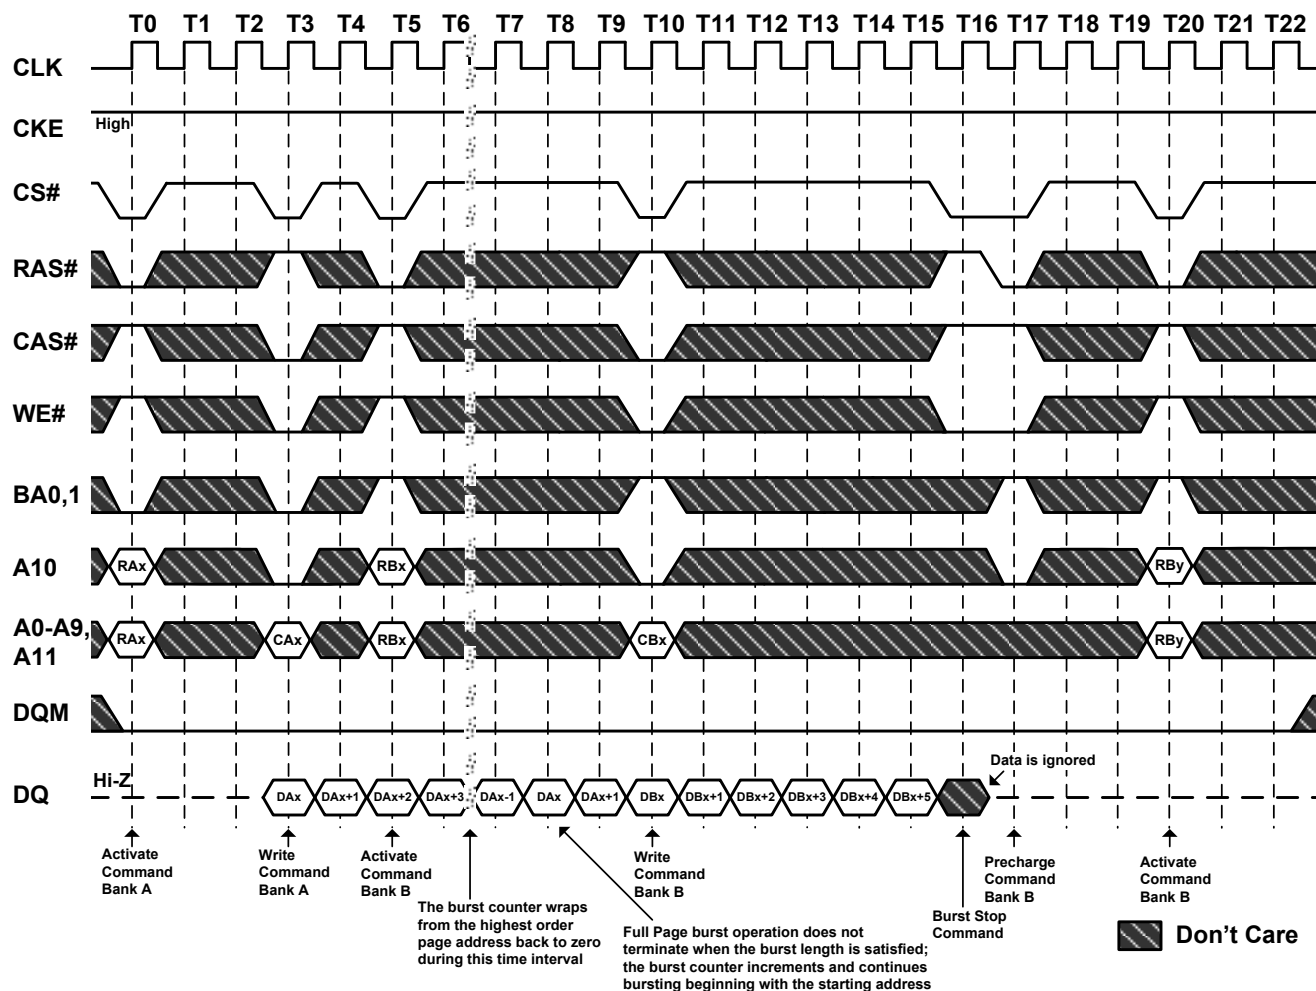 T0 T1 T2 T3 T4 T5 T6 T7 T8 T9 T10 T11 T12 T13 T14 T15 T16 T17 T18 T19 T20 T21 T22
CLK
CKE
High
CS#
RAS#
CAS#
WE#
BA0,1
A10
RAx RBx RBy
A0-A9,
A11
RAx CAx RBx CBx RBy
DQM
DQ
Hi-Z
DAx DAx+1 DAx+2 DAx+3 DAx-1 DAx DAx+1 DBx DBx+1 DBx+2 DBx+3 DBx+4 DBx+5
Data is ignored
Activate
Command
Bank A
Write
Command
Bank A
Activate
Command
Bank B
The burst counter wraps
from the highest order
page address back to zero
during this time interval
Full Page burst operation does not
terminate when the burst length is satisfied;
the burst counter increments and continues
bursting beginning with the starting address
Write
Command
Bank B
Burst Stop
Command
Precharge
Command
Bank B
Activate
Command
Bank B
Don't Care